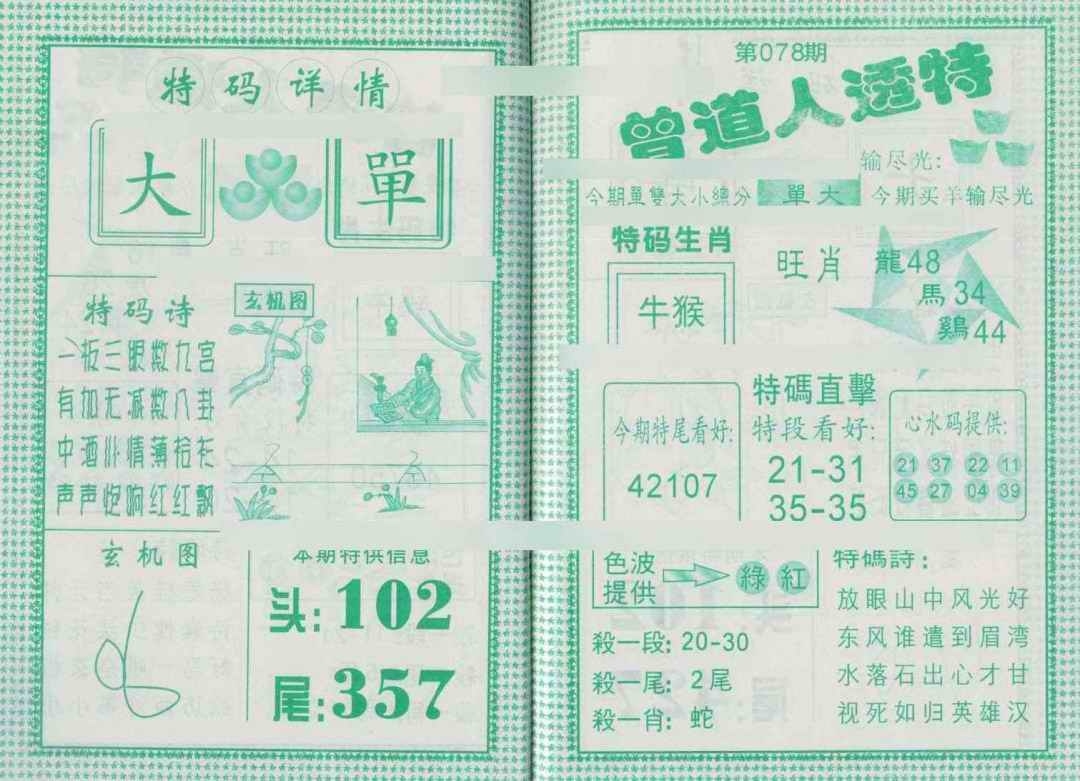 特码详情
大
單
特码诗
一板三眼数九宫
有加无减数八卦
中酒外情薄拾花
声声炮响红红飘
玄机图
玄机图
本期特供信息
头:102
尾:357
第078期
曾道人透特
输尽光:
今期單雙大小總分 單大 今期买羊输尽光
特码生肖
牛猴
旺肖
龍48
馬34
鷄44
今期特尾看好:
42107
特碼直擊
特段看好:
21-31
35-35
心水码提供:
21 37 22 11
45 27 04 39
色波
提供
綠 紅
殺一段: 20-30
殺一尾: 2尾
殺一肖: 蛇
特碼詩:
放眼山中风光好
东风谁遣到眉湾
水落石出心才甘
视死如归英雄汉